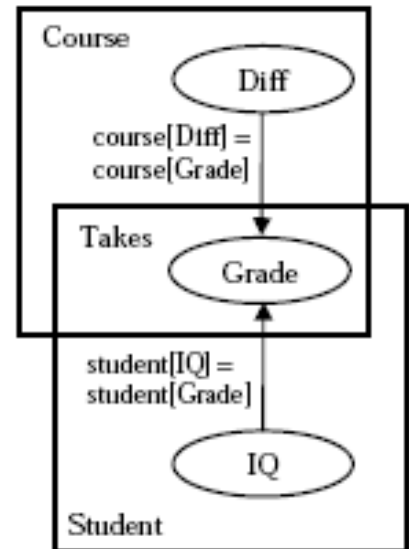 Course
Diff
course[Diff] =
course[Grade]
Takes
Grade
student[IQ] =
student[Grade]
IQ
Student